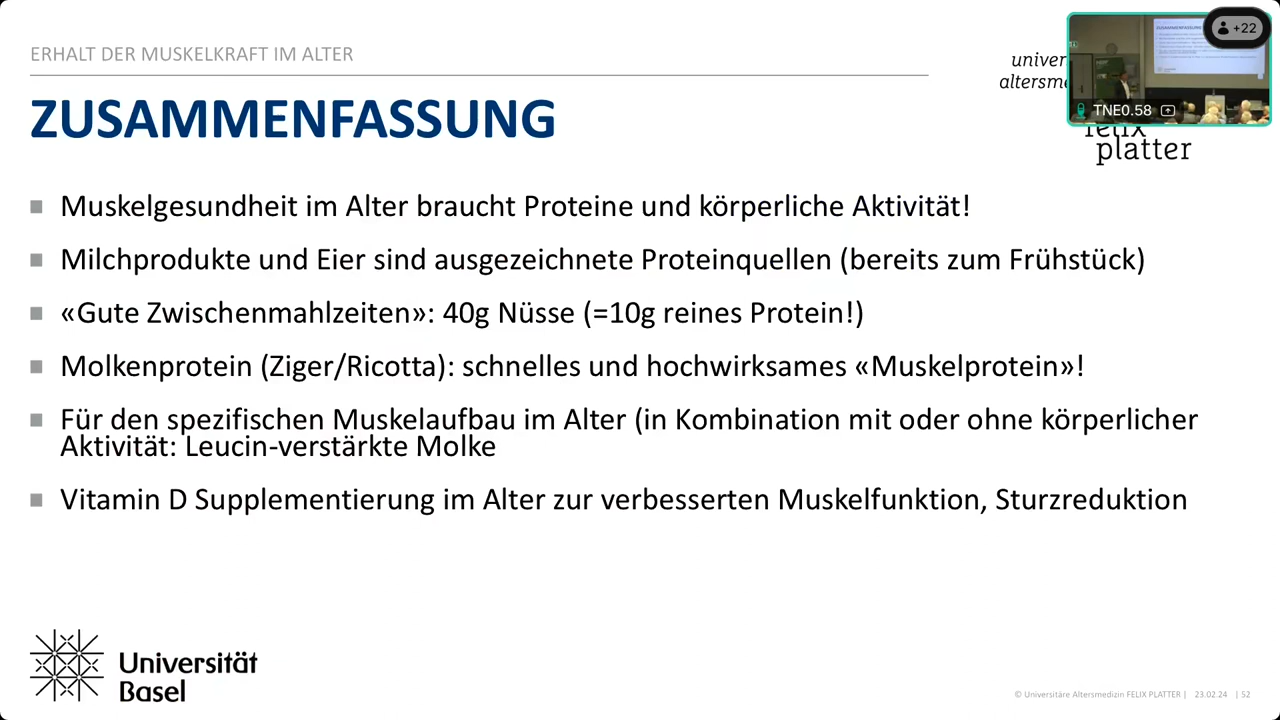 ERHALT DER MUSKELKRAFT IM ALTER
ZUSAMMENFASSUNG
+22
TNE0.58
felix
platter
Muskelgesundheit im Alter braucht Proteine und körperliche Aktivität!
Milchprodukte und Eier sind ausgezeichnete Proteinquellen (bereits zum Frühstück)
«Gute Zwischenmahlzeiten»: 40g Nüsse (=10g reines Protein!)
Molkenprotein (Ziger/Ricotta): schnelles und hochwirksames «Muskelprotein»!
Für den spezifischen Muskelaufbau im Alter (in Kombination mit oder ohne körperlicher
Aktivität: Leucin-verstärkte Molke
Vitamin D Supplementierung im Alter zur verbesserten Muskelfunktion, Sturzreduktion
Universität
Basel
© Universitäre Altersmedizin FELIX PLATTER | 23.02.24 | 52